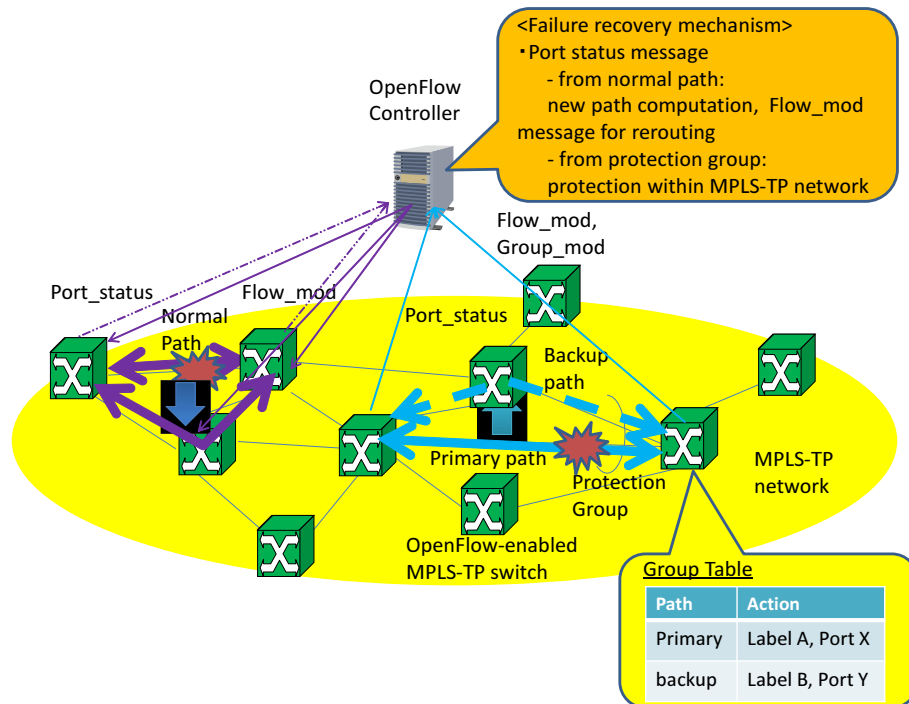 <Failure recovery mechanism>
・Port status message
- from normal path:
new path computation, Flow_mod
message for rerouting
- from protection group:
protection within MPLS-TP network
OpenFlow
Controller
Flow_mod,
Group_mod
Port_status
Flow_mod
Normal
Path
Port_status
Backup
path
Primary path
Protection
Group
MPLS-TP
network
OpenFlow-enabled
MPLS-TP switch
Group Table
Path Action
Primary Label A, Port X
backup Label B, Port Y